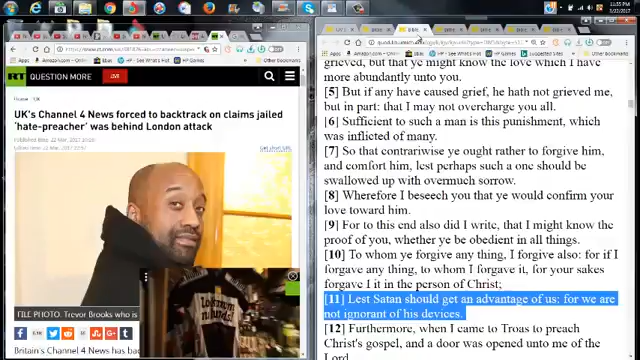 11:55 PM
3/22/2017
RT
QUESTION MORE
LIVE
UK's Channel 4 News forced to backtrack on claims jailed
'hate-preacher' was behind London attack
FILE PHOTO. Trevor Brooks who is
Britain's Channel 4 News has bac
grieved, but that ye might know the love which I have
more abundantly unto you.
[5] But if any have caused grief, he hath not grieved me,
but in part: that I may not overcharge you all.
[6] Sufficient to such a man is this punishment, which
was inflicted of many.
[7] So that contrariwise ye ought rather to forgive him,
and comfort him, lest perhaps such a one should be
swallowed up with overmuch sorrow.
[8] Wherefore I beseech you that ye would confirm your
love toward him.
[9] For to this end also did I write, that I might know the
proof of you, whether ye be obedient in all things.
[10] To whom ye forgive any thing, I forgive also: for if I
forgave any thing, to whom I forgave it, for your sakes
forgave I it in the person of Christ;
[11] Lest Satan should get an advantage of us: for we are
not ignorant of his devices.
[12] Furthermore, when I came to Troas to preach
Christ's gospel, and a door was opened unto me of the
Lord